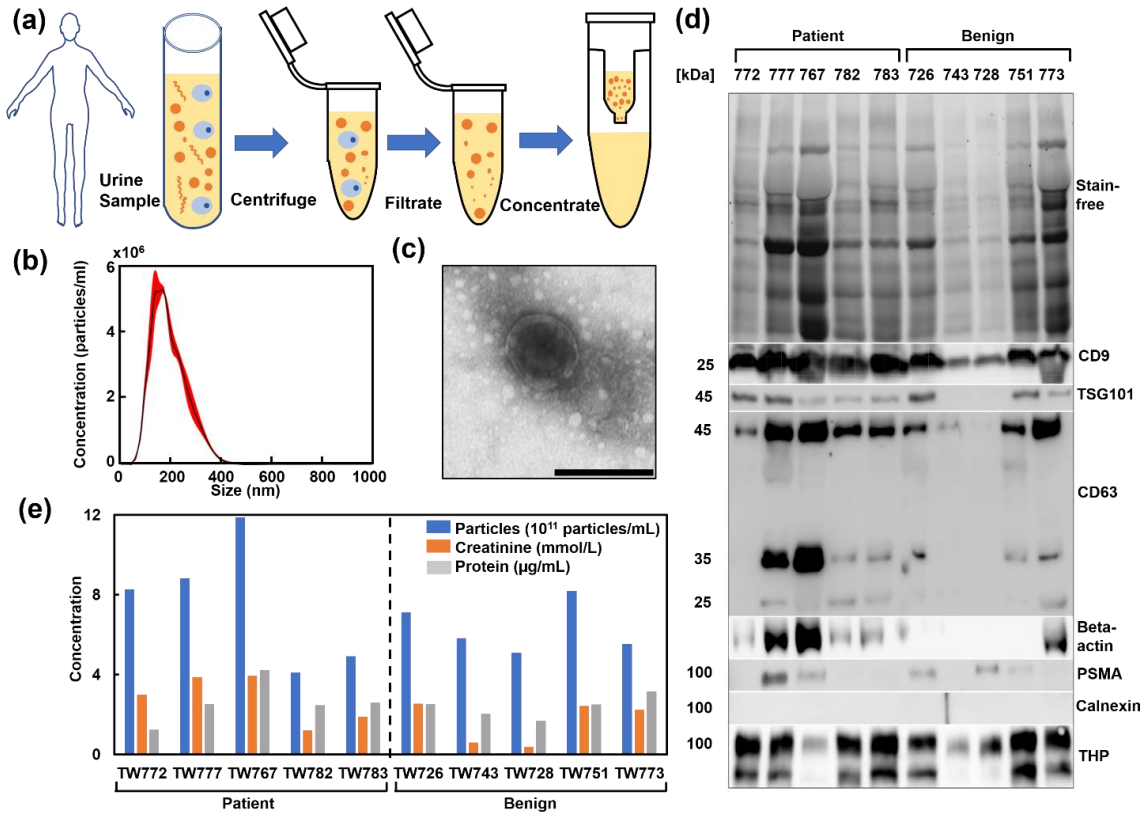 (a)
Urine
Sample
Centrifuge
Filtrate
Concentrate
(b)
x10⁶
Concentration (particles/ml)
6
4
2
0
0 200 400 600 800 1000
Size (nm)
(c)
(d)
Patient Benign
[kDa] 772 777 767 782 783 726 743 728 751 773
Stain-
free
25 CD9
45 TSG101
45
CD63
35
25
Beta-
actin
100 PSMA
100 Calnexin
100 THP
(e)
Concentration
12
8
4
0
Particles (10¹¹ particles/mL)
Creatinine (mmol/L)
Protein (µg/mL)
TW772 TW777 TW767 TW782 TW783 TW726 TW743 TW728 TW751 TW773
Patient Benign